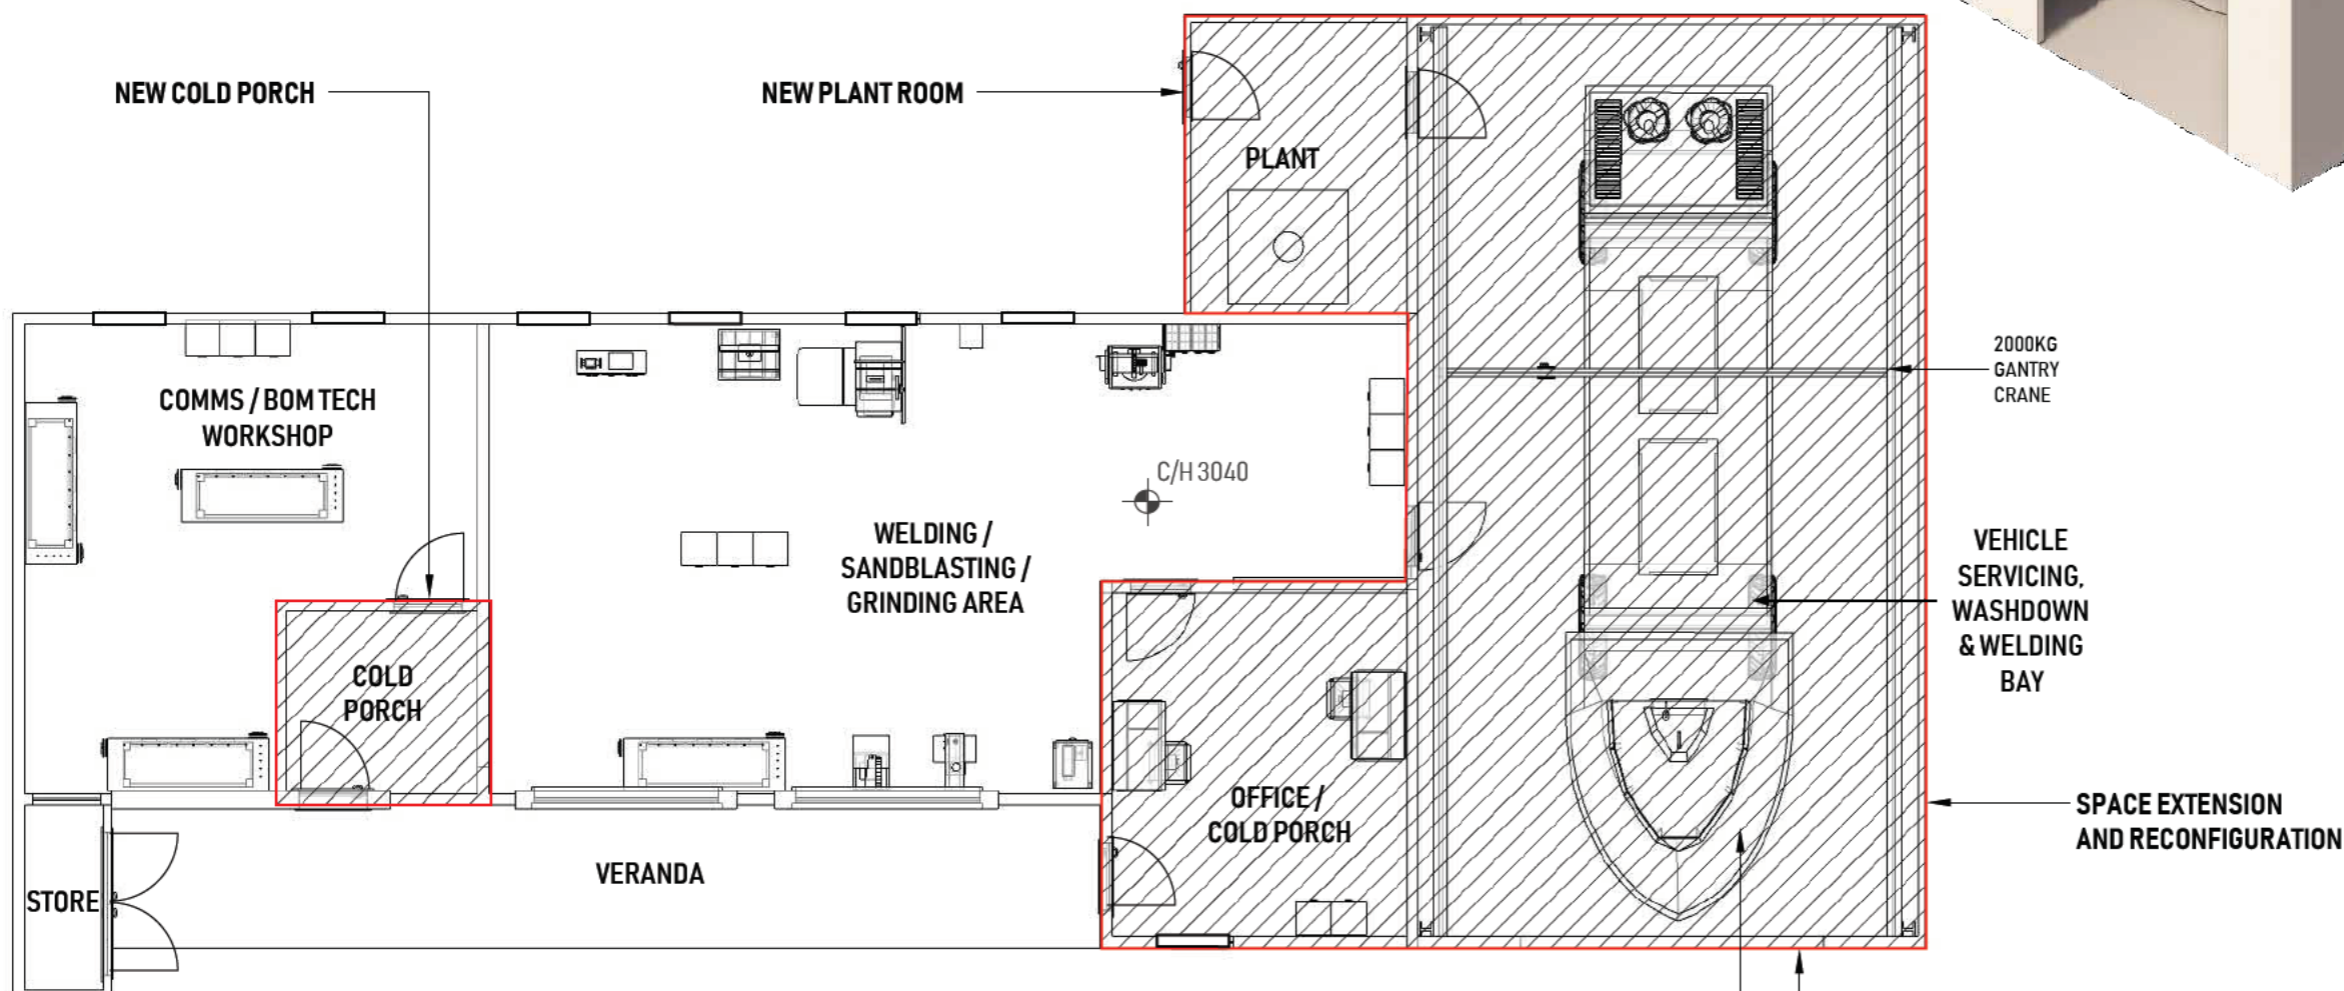 NEW COLD PORCH
NEW PLANT ROOM
PLANT
2000KG
GANTRY
CRANE
COMMS / BOM TECH
WORKSHOP
C/H 3040
WELDING /
SANDBLASTING /
GRINDING AREA
VEHICLE
SERVICING,
WASHDOWN
& WELDING
BAY
COLD
PORCH
OFFICE /
COLD PORCH
SPACE EXTENSION
AND RECONFIGURATION
VERANDA
STORE